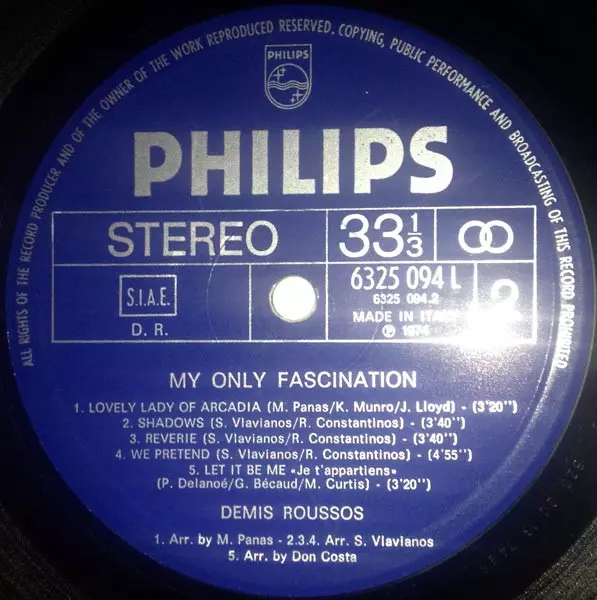 ALL RIGHTS OF THE RECORD PRODUCER AND OF THE OWNER OF THE WORK REPRODUCED RESERVED. COPYING, PUBLIC PERFORMANCE AND BROADCASTING OF THIS RECORD PROHIBITED
PHILIPS
PHILIPS
STEREO 33 1/3
S.I.A.E. 6325 094 L 2
6325 094.2
D. R. MADE IN ITALY
℗ 1974
MY ONLY FASCINATION
1. LOVELY LADY OF ARCADIA (M. Panas/K. Munro/J. Lloyd) - (3'20'')
2. SHADOWS (S. Vlavianos/R. Constantinos) - (3'40'')
3. REVERIE (S. Vlavianos/R. Constantinos) - (3'40'')
4. WE PRETEND (S. Vlavianos/R. Constantinos) - (4'55'')
5. LET IT BE ME «Je t'appartiens»
(P. Delanoé/G. Bécaud/M. Curtis) - (3'20'')
DEMIS ROUSSOS
1. Arr. by M. Panas - 2.3.4. Arr. S. Vlavianos
5. Arr. by Don Costa